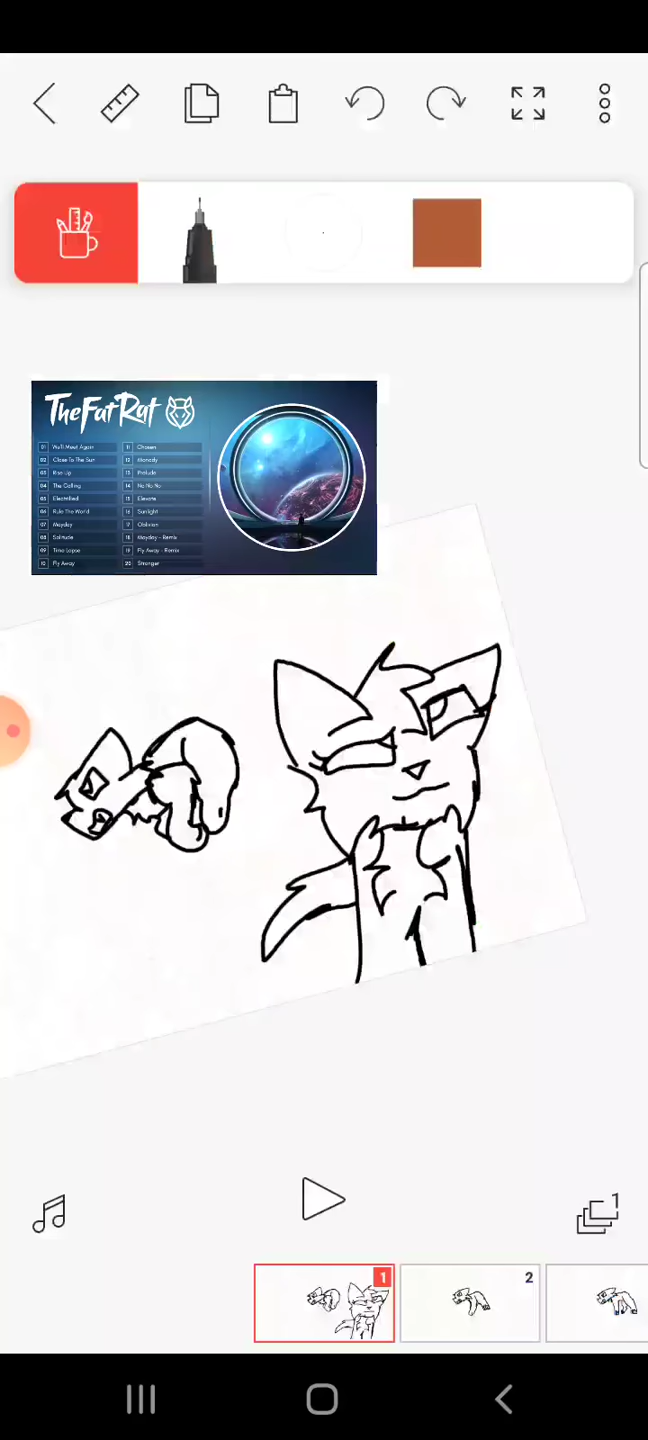 TheFatRat
01 We'll Meet Again
02 Close To The Sun
03 Rise Up
04 The Calling
05 Electrified
06 Rule The World
07 Mayday
08 Solitude
09 Time Lapse
10 Fly Away
11 Chosen
12 Monody
13 Prelude
14 No No No
15 Elevate
16 Sunlight
17 Oblivion
18 Mayday - Remix
19 Fly Away - Remix
20 Stronger
1
1
2